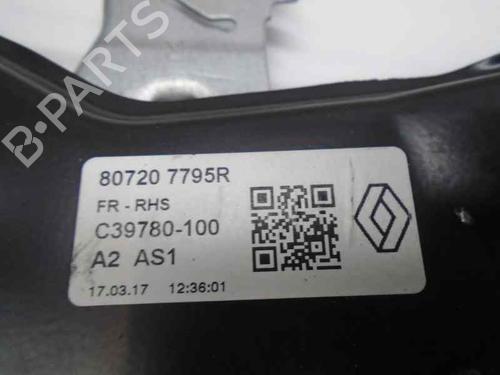 B-PARTS
80720 7795R
FR - RHS
C39780-100
A2 AS1
17.03.17 12:36:01